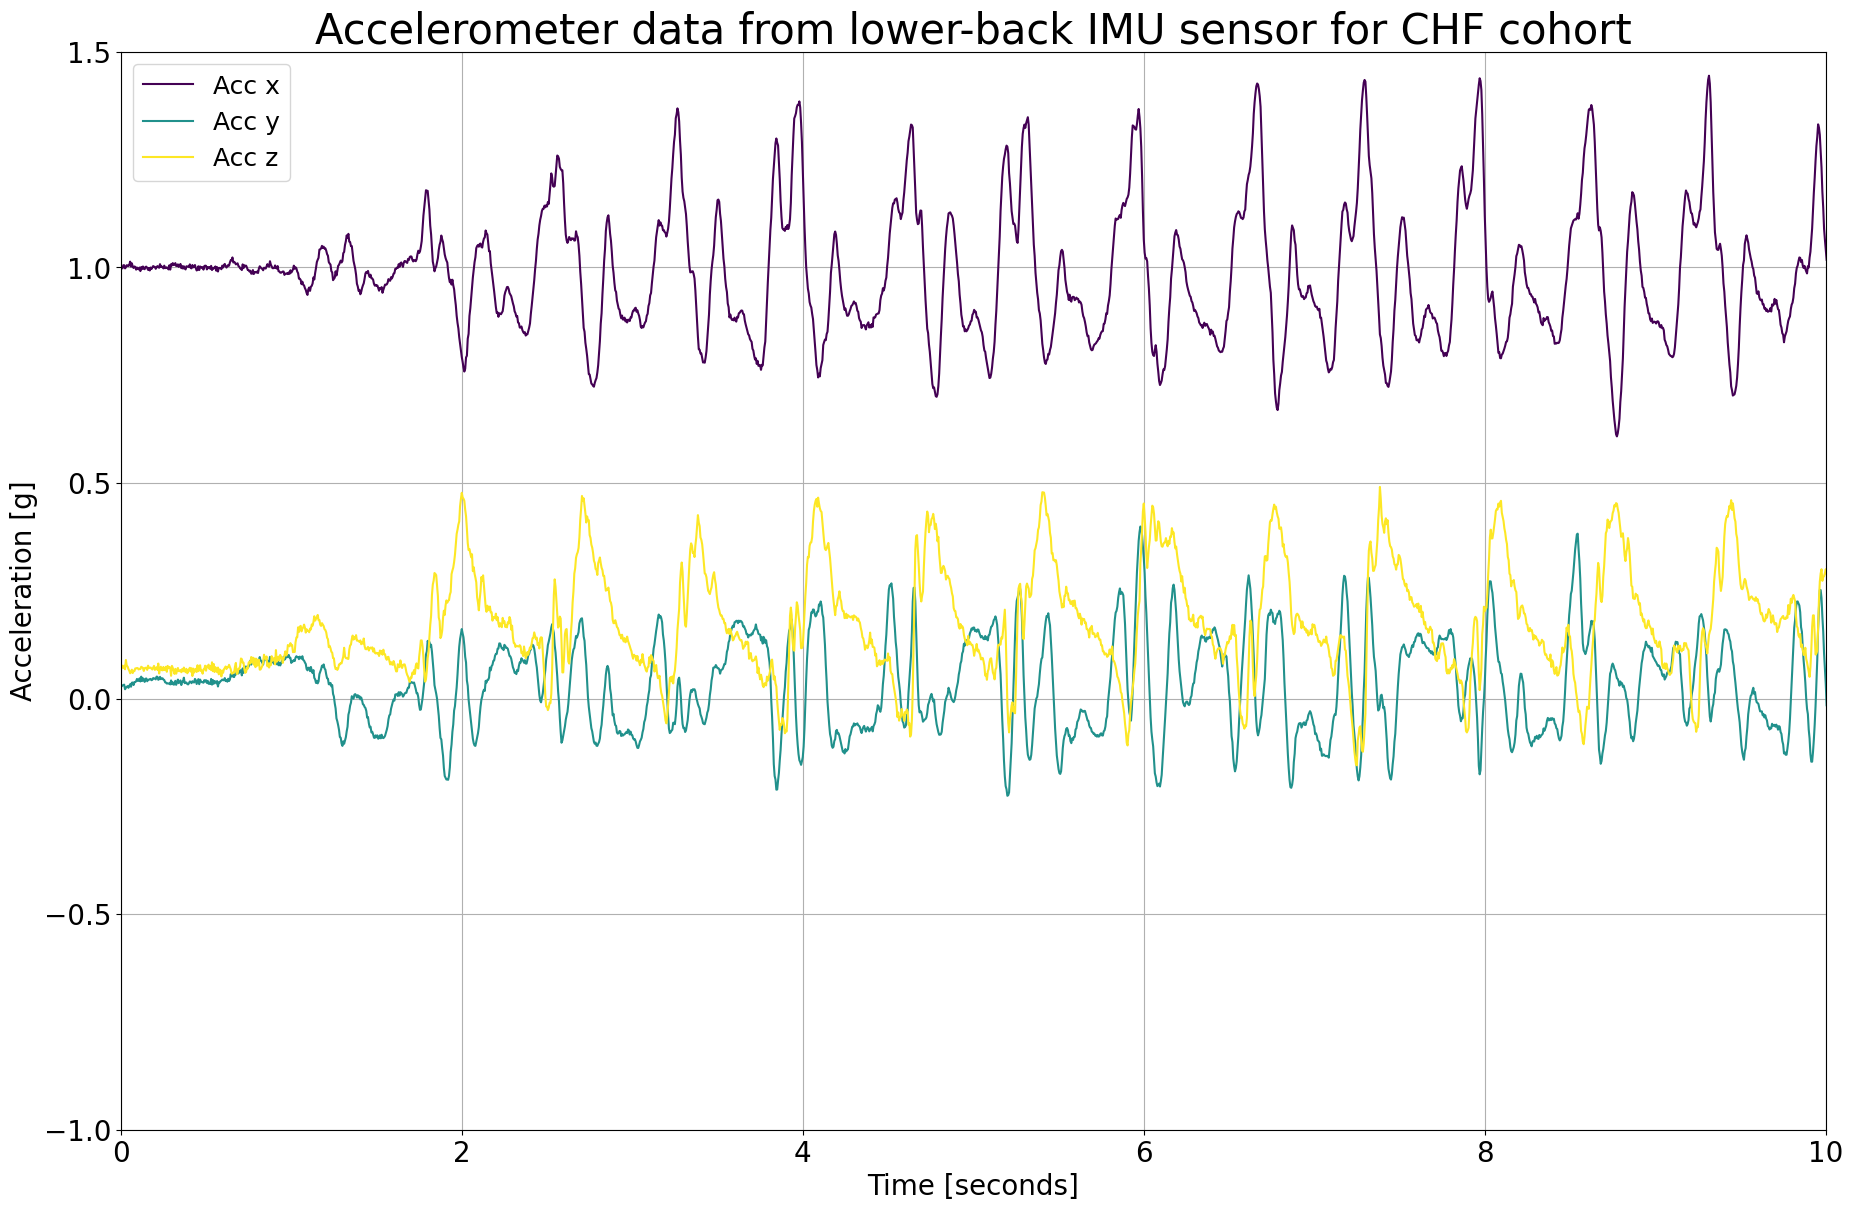 Accelerometer data from lower-back IMU sensor for CHF cohort
1.5
Acc x
Acc y
Acc z
1.0
0.5
Acceleration [g]
0.0
−0.5
−1.0
0 2 4 6 8 10
Time [seconds]